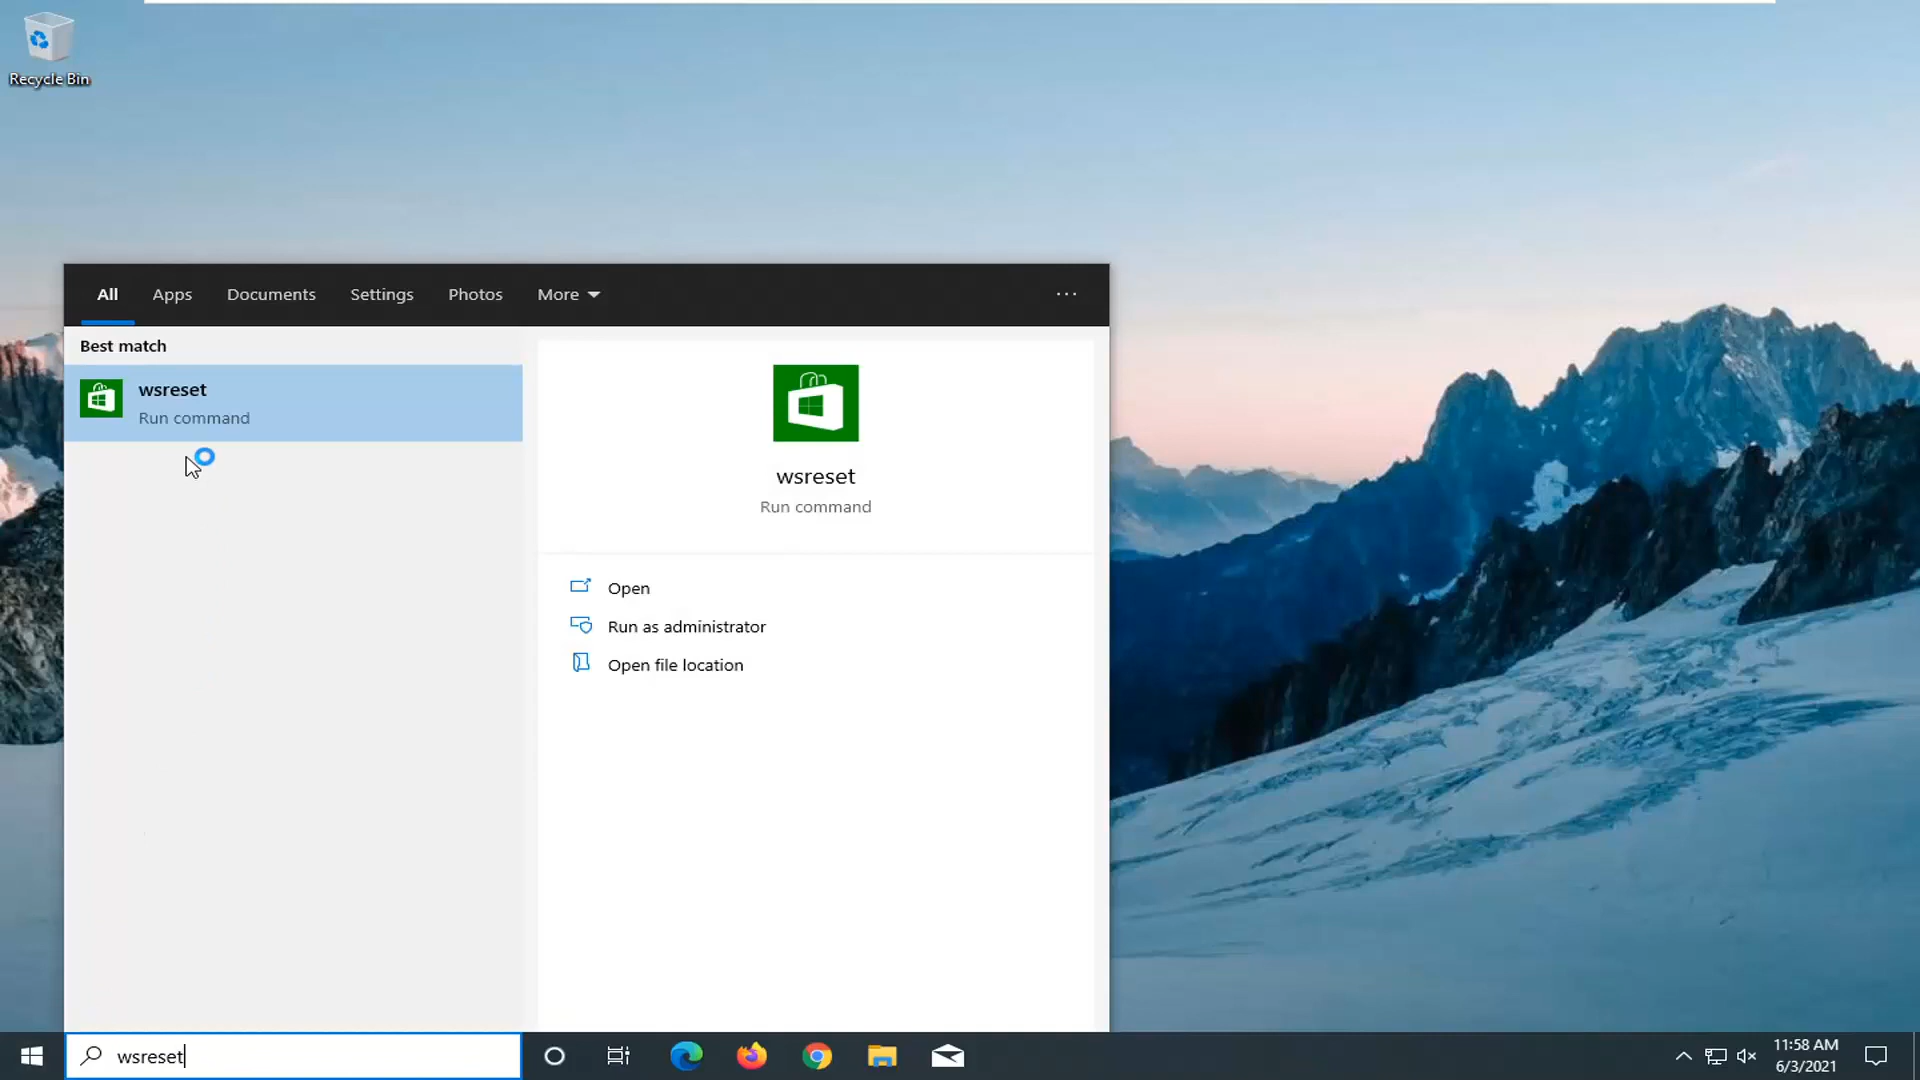 Recycle Bin
All Apps Documents Settings Photos More ...
Best match
wsreset
Run command
wsreset
Run command
Open
Run as administrator
Open file location
wsreset
11:58 AM
6/3/2021